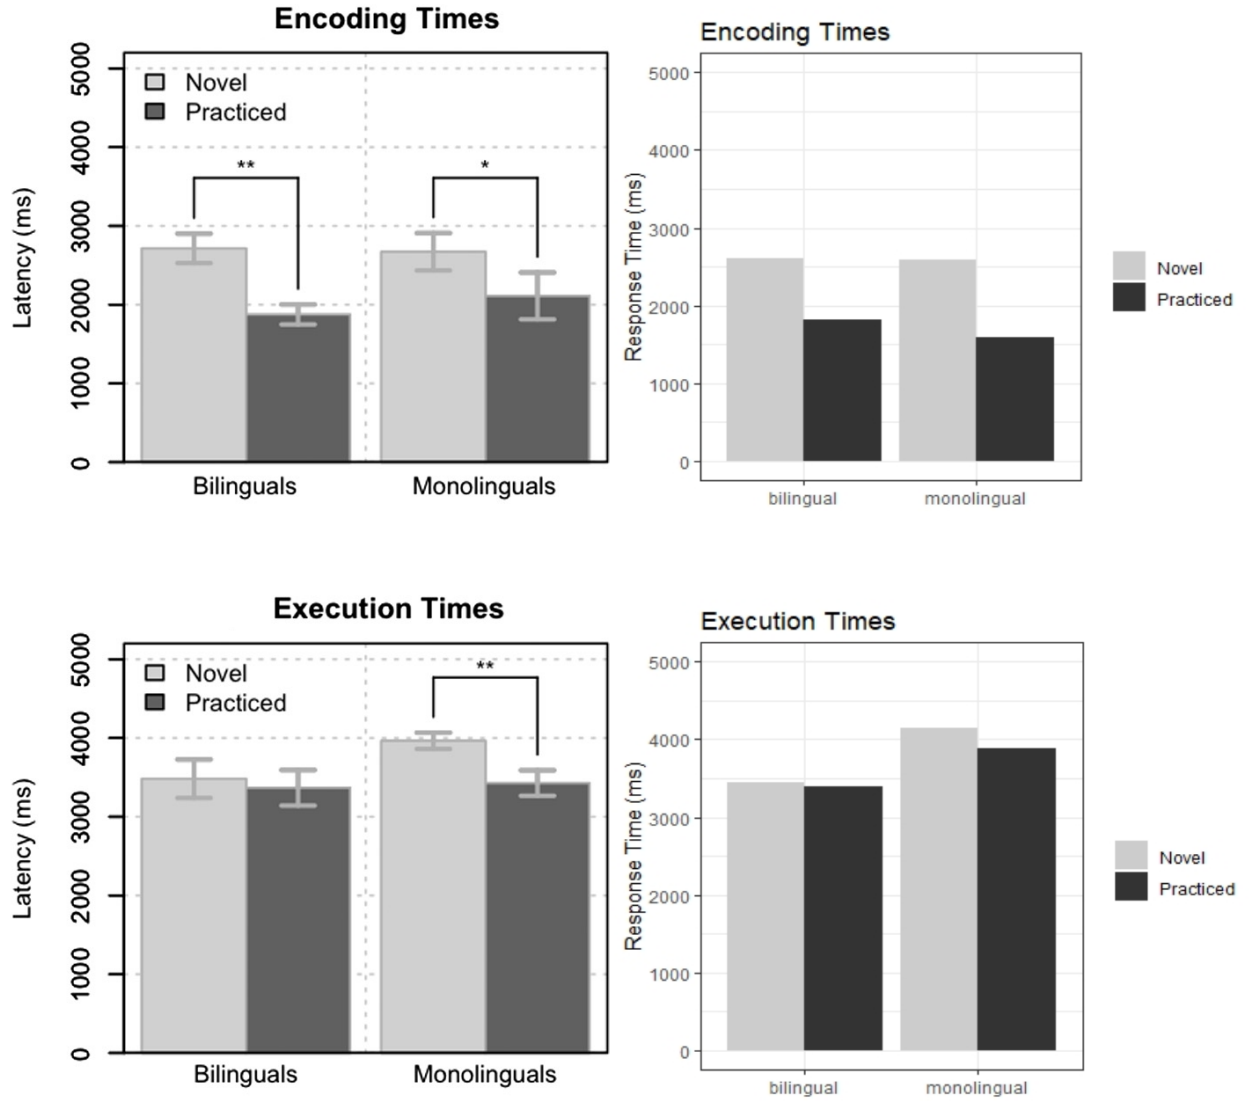 Encoding Times
Latency (ms)
5000
4000
3000
2000
1000
0
Novel
Practiced
**
*
Bilinguals Monolinguals
Encoding Times
Response Time (ms)
5000
4000
3000
2000
1000
0
bilingual monolingual
Novel
Practiced
Execution Times
Latency (ms)
5000
4000
3000
2000
1000
0
Novel
Practiced
**
Bilinguals Monolinguals
Execution Times
Response Time (ms)
5000
4000
3000
2000
1000
0
bilingual monolingual
Novel
Practiced